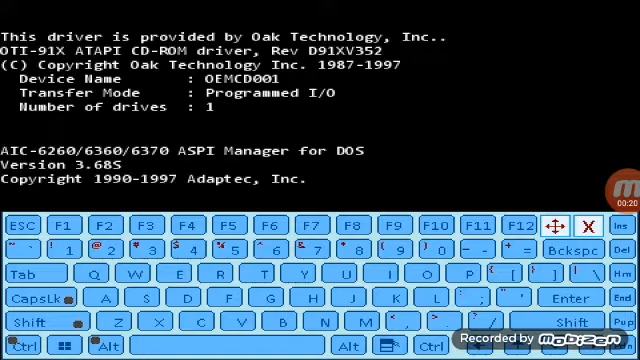 This driver is provided by Oak Technology, Inc..
OTI-91X ATAPI CD-ROM driver, Rev D91XV352
(C) Copyright Oak Technology Inc. 1987-1997
Device Name : OEMCD001
Transfer Mode : Programmed I/O
Number of drives : 1
AIC-6260/6360/6370 ASPI Manager for DOS
Version 3.68S
Copyright 1990-1997 Adaptec, Inc.
00:20
ESC F1 F2 F3 F4 F5 F6 F7 F8 F9 F10 F11 F12 X Ins
~ ` ! 1 @ 2 # 3 $ 4 % 5 ^ 6 & 7 * 8 ( 9 ) 0 _ - + = Bckspc Del
Tab Q W E R T Y U I O P { [ } ] | \ Hm
CapsLk A S D F G H J K L : ; " ' Enter End
Shift Z X C V B N M < , > . ? / Shift Pup
Ctrl Alt Alt Ctrl
Recorded by mobizen